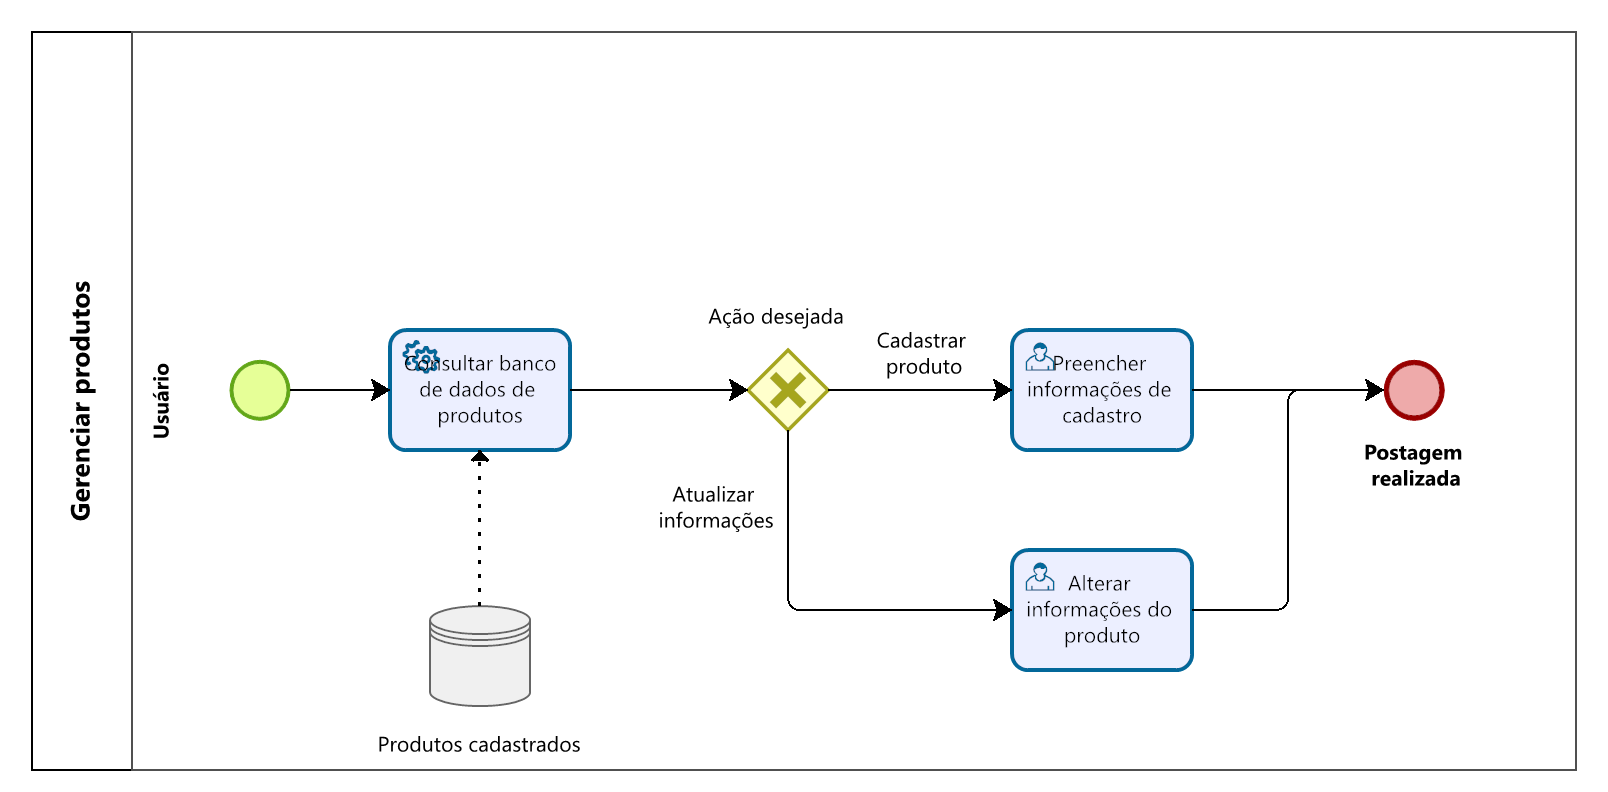 Gerenciar produtos
Usuário
Consultar banco
de dados de
produtos
Produtos cadastrados
Ação desejada
Cadastrar
produto
Atualizar
informações
Preencher
informações de
cadastro
Alterar
informações do
produto
Postagem
realizada